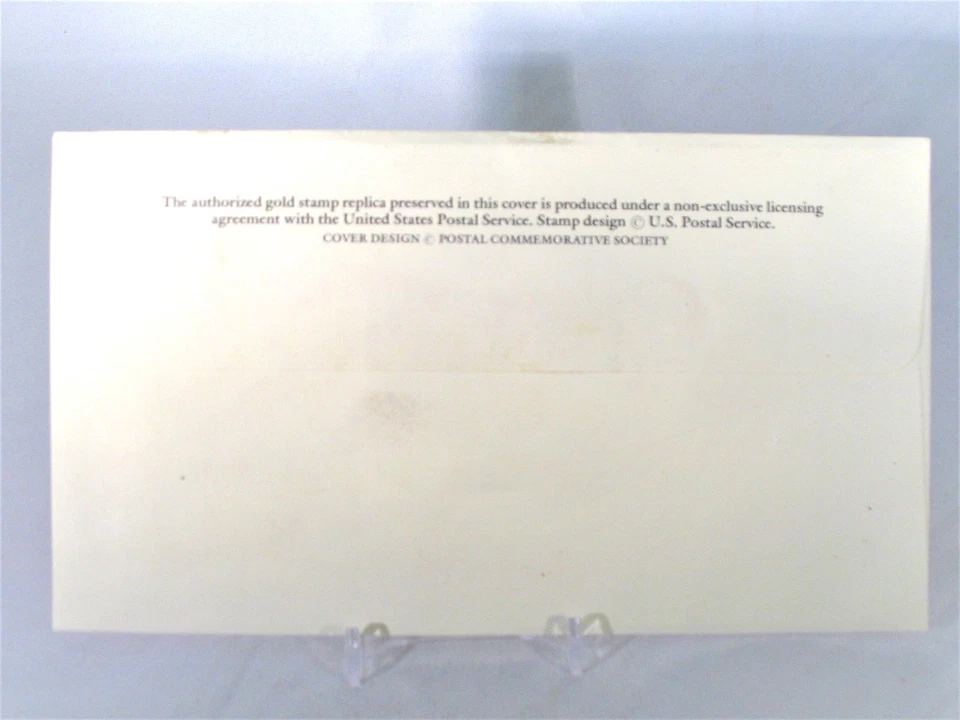 The authorized gold stamp replica preserved in this cover is produced under a non-exclusive licensing
agreement with the United States Postal Service. Stamp design © U.S. Postal Service.
COVER DESIGN © POSTAL COMMEMORATIVE SOCIETY